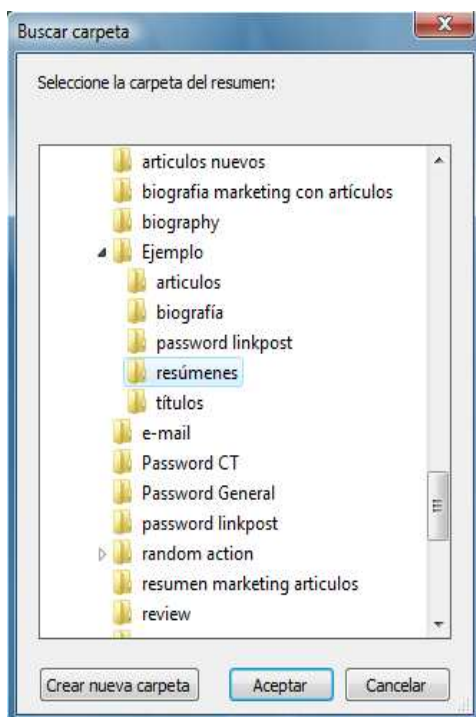 Buscar carpeta
Seleccione la carpeta del resumen:
articulos nuevos
biografia marketing con artículos
biography
Ejemplo
articulos
biografía
password linkpost
resúmenes
títulos
e-mail
Password CT
Password General
password linkpost
random action
resumen marketing articulos
review
Crear nueva carpeta
Aceptar
Cancelar